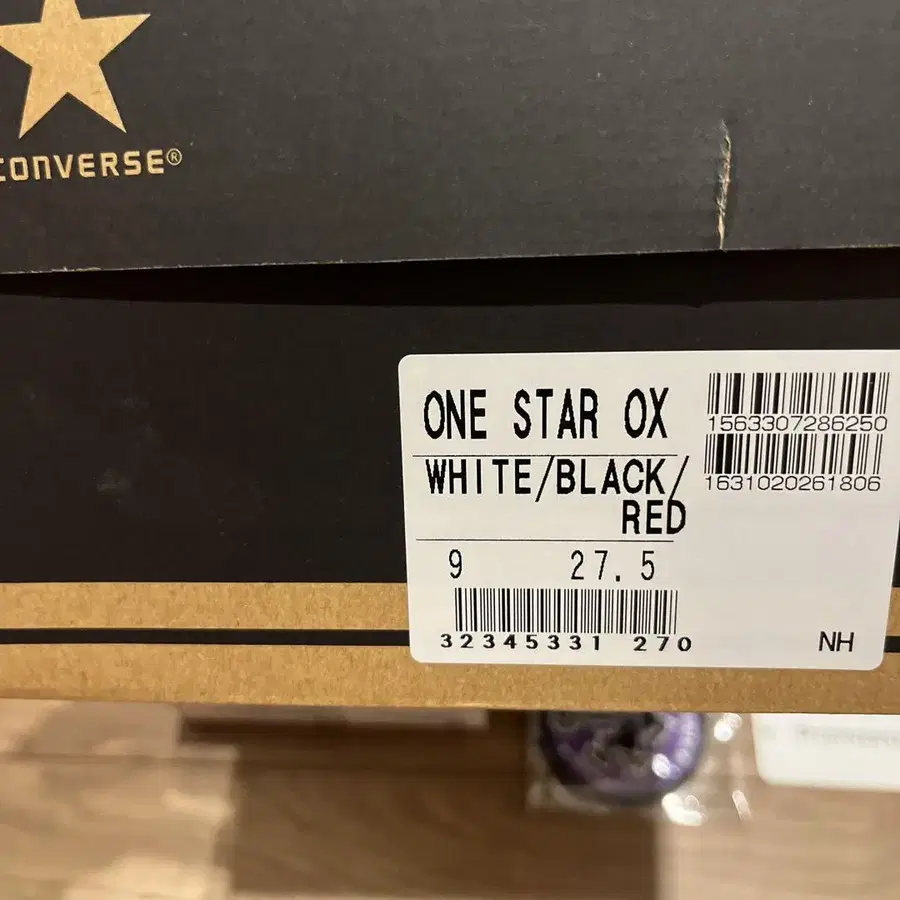 CONVERSE®
ONE STAR OX
WHITE/BLACK/
RED
9 27.5
32345331 270
1563307286250
1631020261806
NH